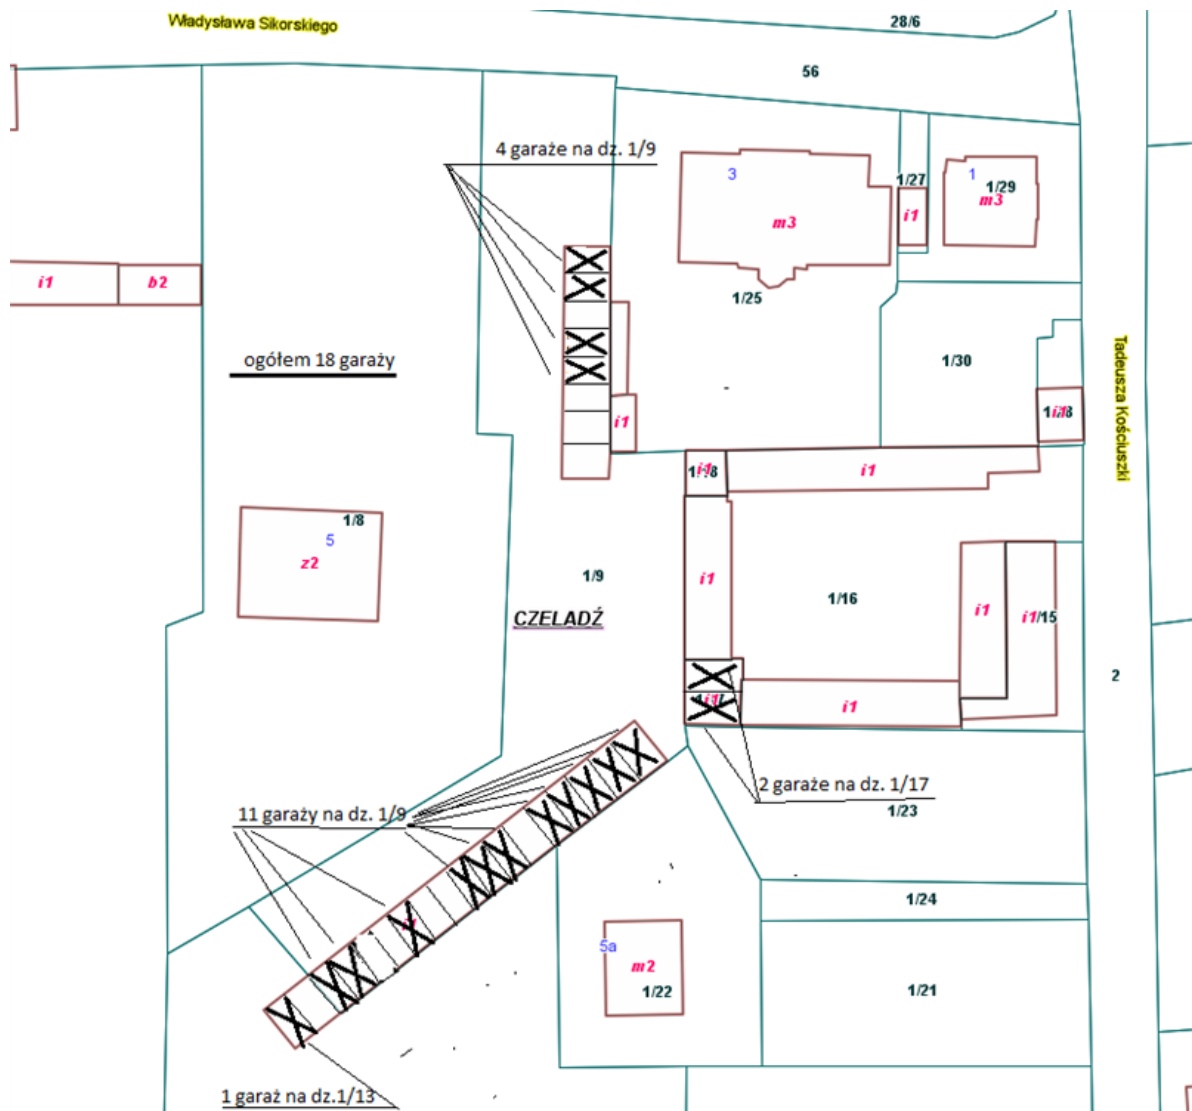 Władysława Sikorskiego
28/6
56
4 garaże na dz. 1/9
3
1/27
1
1/29
m3
m3
i1
i1
b2
1/25
ogółem 18 garaży
1/30
Tadeusza Kościuszki
i1
i1
i1
i1
1/8
5
z2
i1
1/9
1/16
i1
i1
1/15
CZELADŹ
2
i1
i1
2 garaże na dz. 1/17
11 garaży na dz. 1/9
1/23
1/24
5a
m2
1/22
1/21
1 garaż na dz.1/13